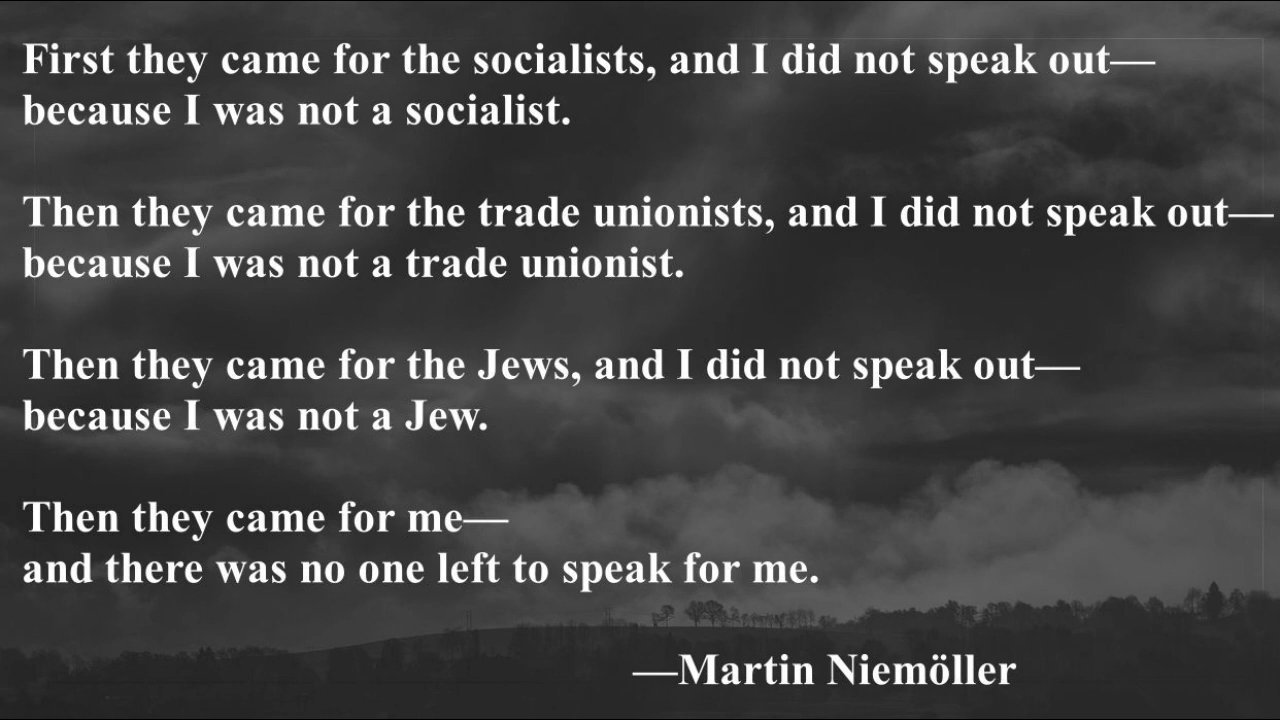 First they came for the socialists, and I did not speak out—
because I was not a socialist.
Then they came for the trade unionists, and I did not speak out—
because I was not a trade unionist.
Then they came for the Jews, and I did not speak out—
because I was not a Jew.
Then they came for me—
and there was no one left to speak for me.
—Martin Niemöller